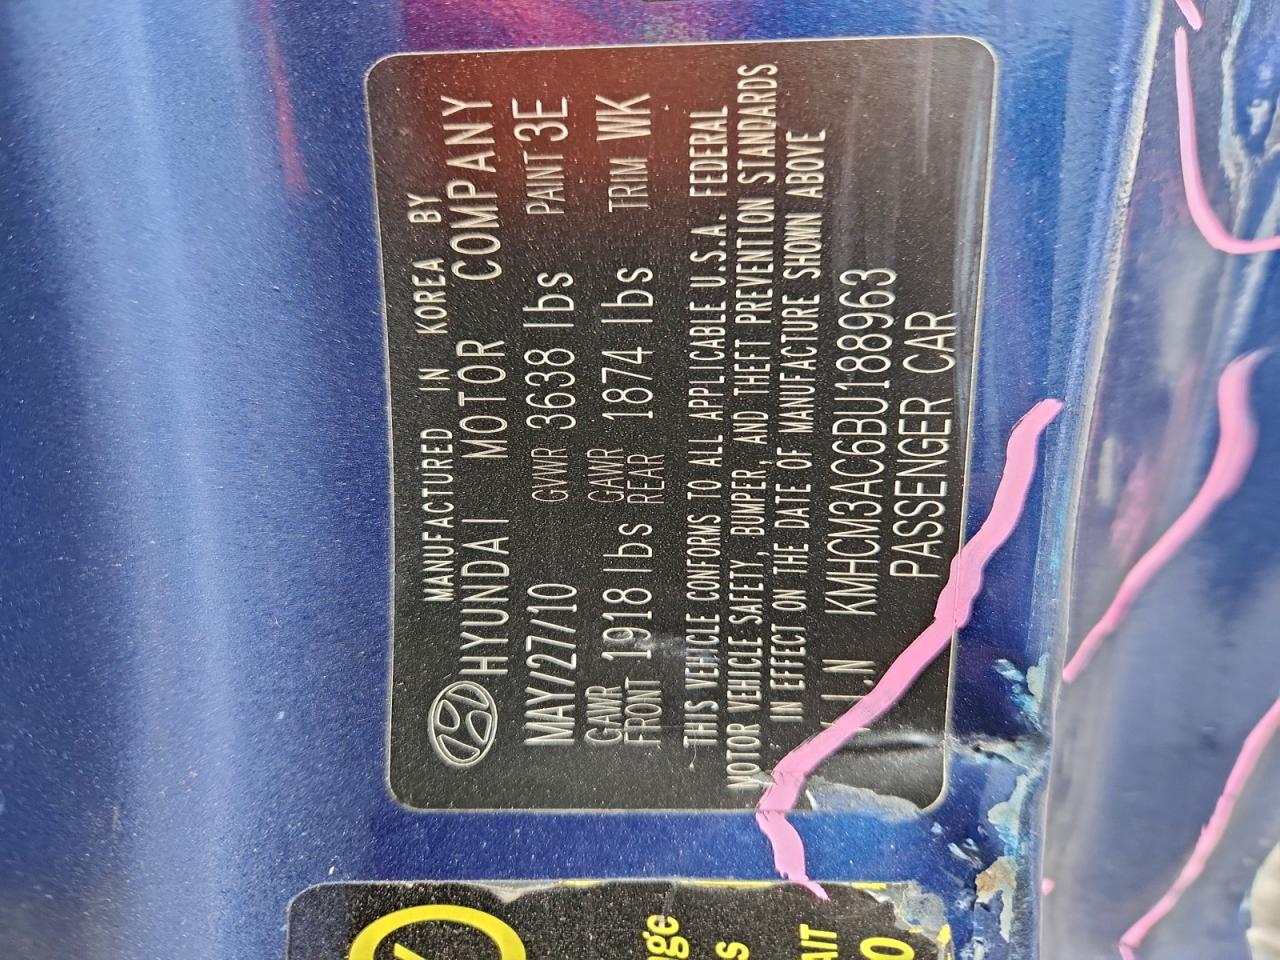 MANUFACTURED IN KOREA BY
HYUNDAI MOTOR COMPANY
MAY/27/10 GVWR 3638 lbs PAINT 3E
GAWR FRONT 1918 lbs GAWR REAR 1874 lbs TRIM WK
THIS VEHICLE CONFORMS TO ALL APPLICABLE U.S.A. FEDERAL
MOTOR VEHICLE SAFETY, BUMPER, AND THEFT PREVENTION STANDARDS
IN EFFECT ON THE DATE OF MANUFACTURE SHOWN ABOVE
V.I.N KMHCM3AC6BU188963
PASSENGER CAR